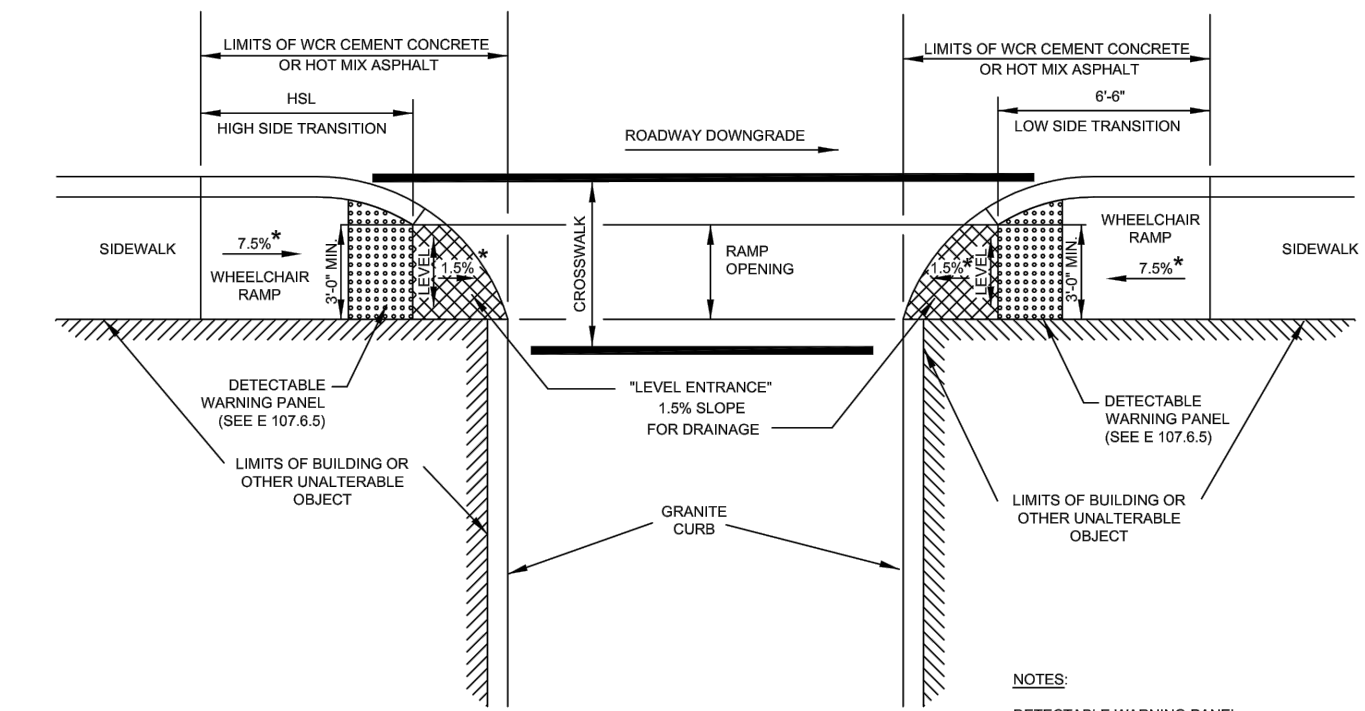 LIMITS OF WCR CEMENT CONCRETE
OR HOT MIX ASPHALT
HSL
HIGH SIDE TRANSITION
ROADWAY DOWNGRADE
LIMITS OF WCR CEMENT CONCRETE
OR HOT MIX ASPHALT
6'-6"
LOW SIDE TRANSITION
SIDEWALK
7.5%*
WHEELCHAIR
RAMP
3'-0" MIN.
LEVEL
1.5%*
CROSSWALK
RAMP
OPENING
1.5%*
LEVEL
3'-0" MIN.
WHEELCHAIR
RAMP
7.5%*
SIDEWALK
DETECTABLE
WARNING PANEL
(SEE E 107.6.5)
"LEVEL ENTRANCE"
1.5% SLOPE
FOR DRAINAGE
DETECTABLE
WARNING PANEL
(SEE E 107.6.5)
LIMITS OF BUILDING OR
OTHER UNALTERABLE
OBJECT
GRANITE
CURB
LIMITS OF BUILDING OR
OTHER UNALTERABLE
OBJECT
NOTES:
DETECTABLE WARNING PANEL